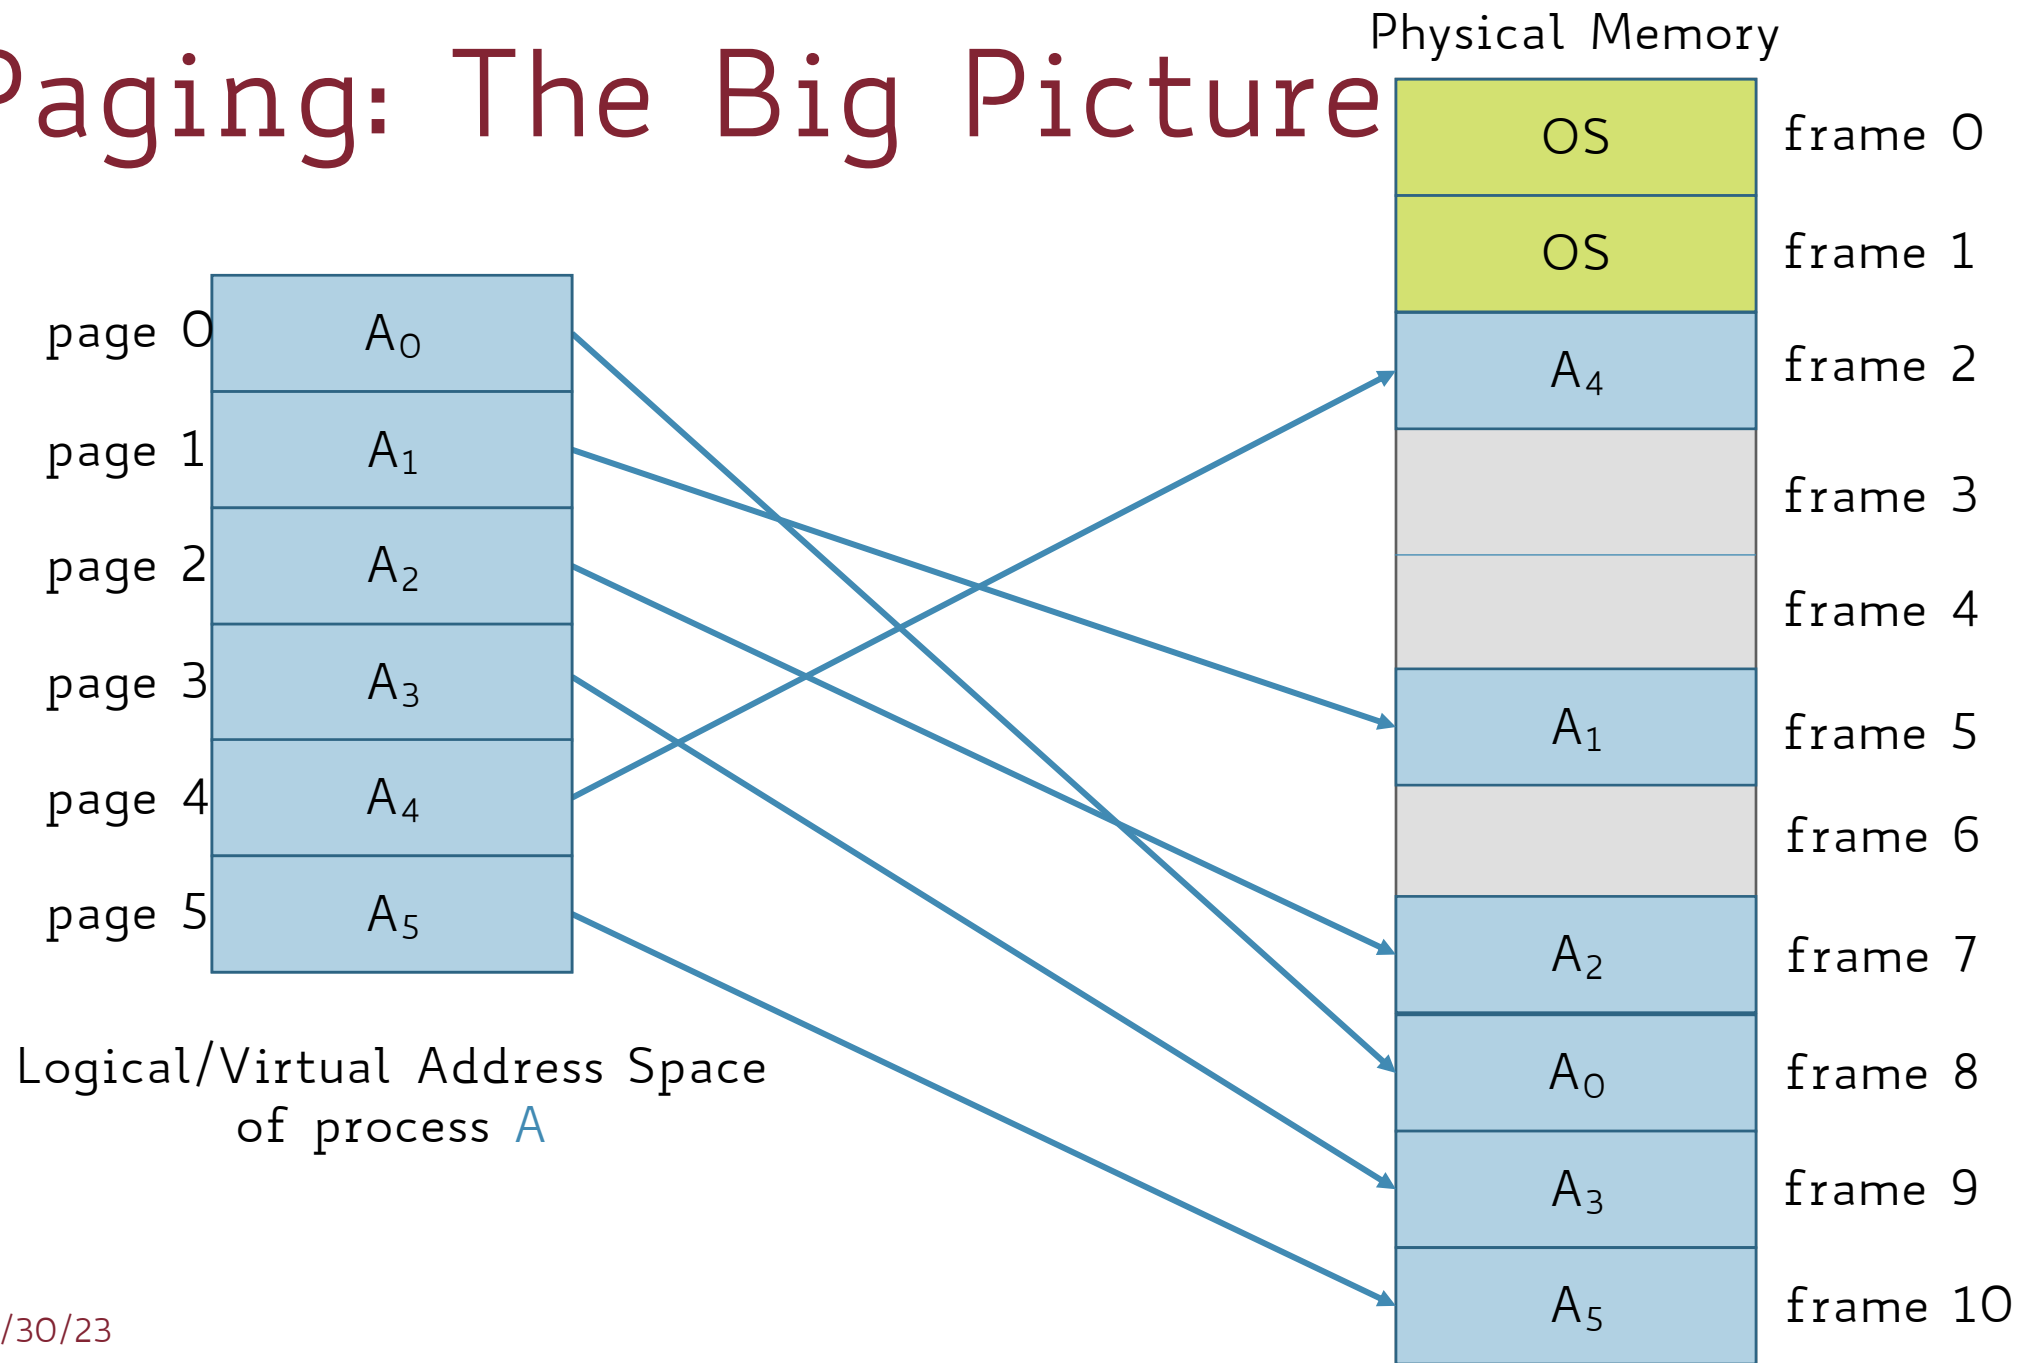 Paging: The Big Picture
Physical Memory
OS frame 0
OS frame 1
A4 frame 2
frame 3
frame 4
A1 frame 5
frame 6
A2 frame 7
A0 frame 8
A3 frame 9
A5 frame 10
page 0 A0
page 1 A1
page 2 A2
page 3 A3
page 4 A4
page 5 A5
Logical/Virtual Address Space
of process A
/30/23